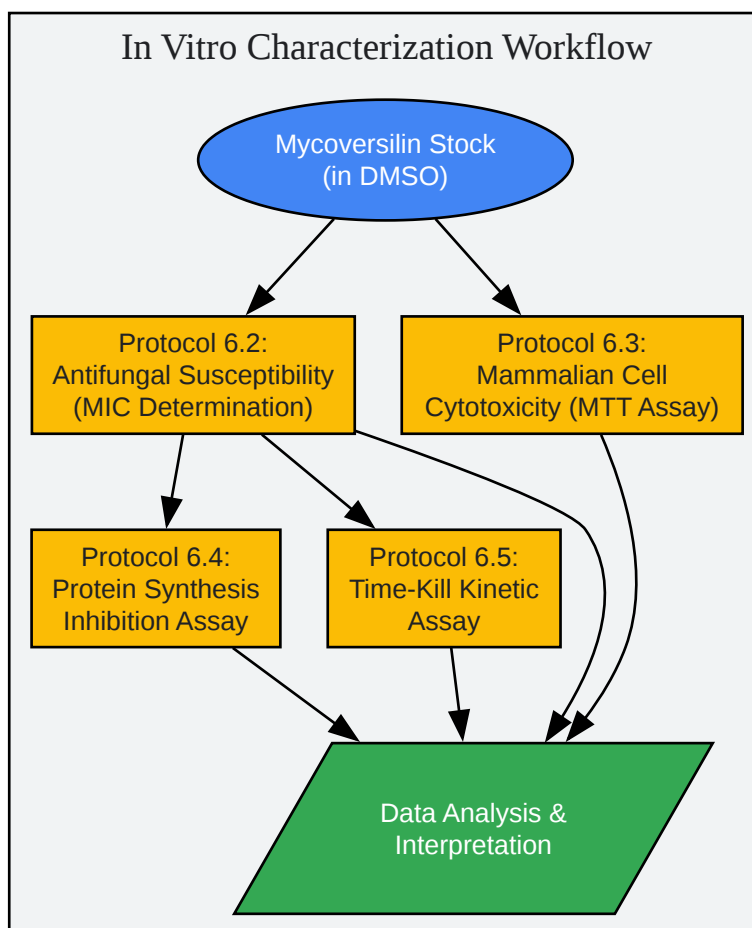 In Vitro Characterization Workflow
Mycoversilin Stock
(in DMSO)
Protocol 6.2:
Antifungal Susceptibility
(MIC Determination)
Protocol 6.3:
Mammalian Cell
Cytotoxicity (MTT Assay)
Protocol 6.4:
Protein Synthesis
Inhibition Assay
Protocol 6.5:
Time-Kill Kinetic
Assay
Data Analysis &
Interpretation